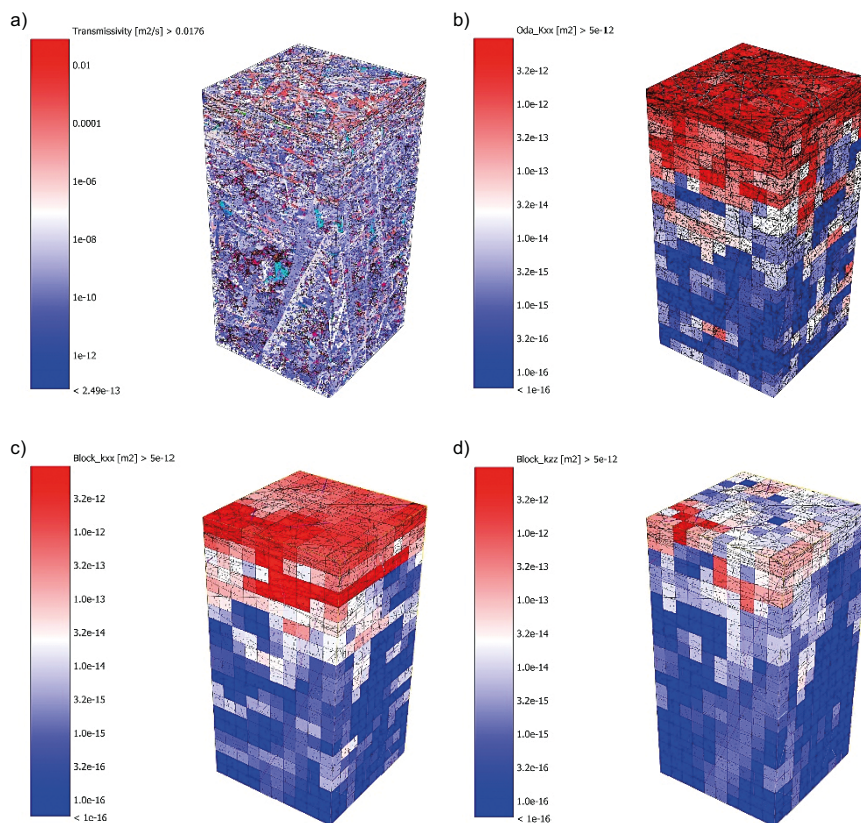 a)
Transmissivity [m2/s] > 0.0176
0.01
0.0001
1e-06
1e-08
1e-10
1e-12
< 2.49e-13
b)
Oda_Kxx [m2] > 5e-12
3.2e-12
1.0e-12
3.2e-13
1.0e-13
3.2e-14
1.0e-14
3.2e-15
1.0e-15
3.2e-16
1.0e-16
< 1e-16
c)
Block_kxx [m2] > 5e-12
3.2e-12
1.0e-12
3.2e-13
1.0e-13
3.2e-14
1.0e-14
3.2e-15
1.0e-15
3.2e-16
1.0e-16
< 1e-16
d)
Block_kzz [m2] > 5e-12
3.2e-12
1.0e-12
3.2e-13
1.0e-13
3.2e-14
1.0e-14
3.2e-15
1.0e-15
3.2e-16
1.0e-16
< 1e-16